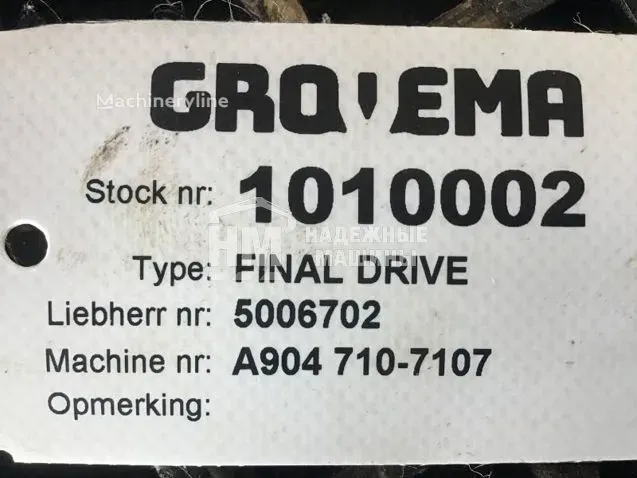 Machineryline
GRO'EMA
Stock nr: 1010002
НМ НАДЕЖНЫЕ
МАШИНЫ
Type: FINAL DRIVE
Liebherr nr: 5006702
Machine nr: A904 710-7107
Opmerking: